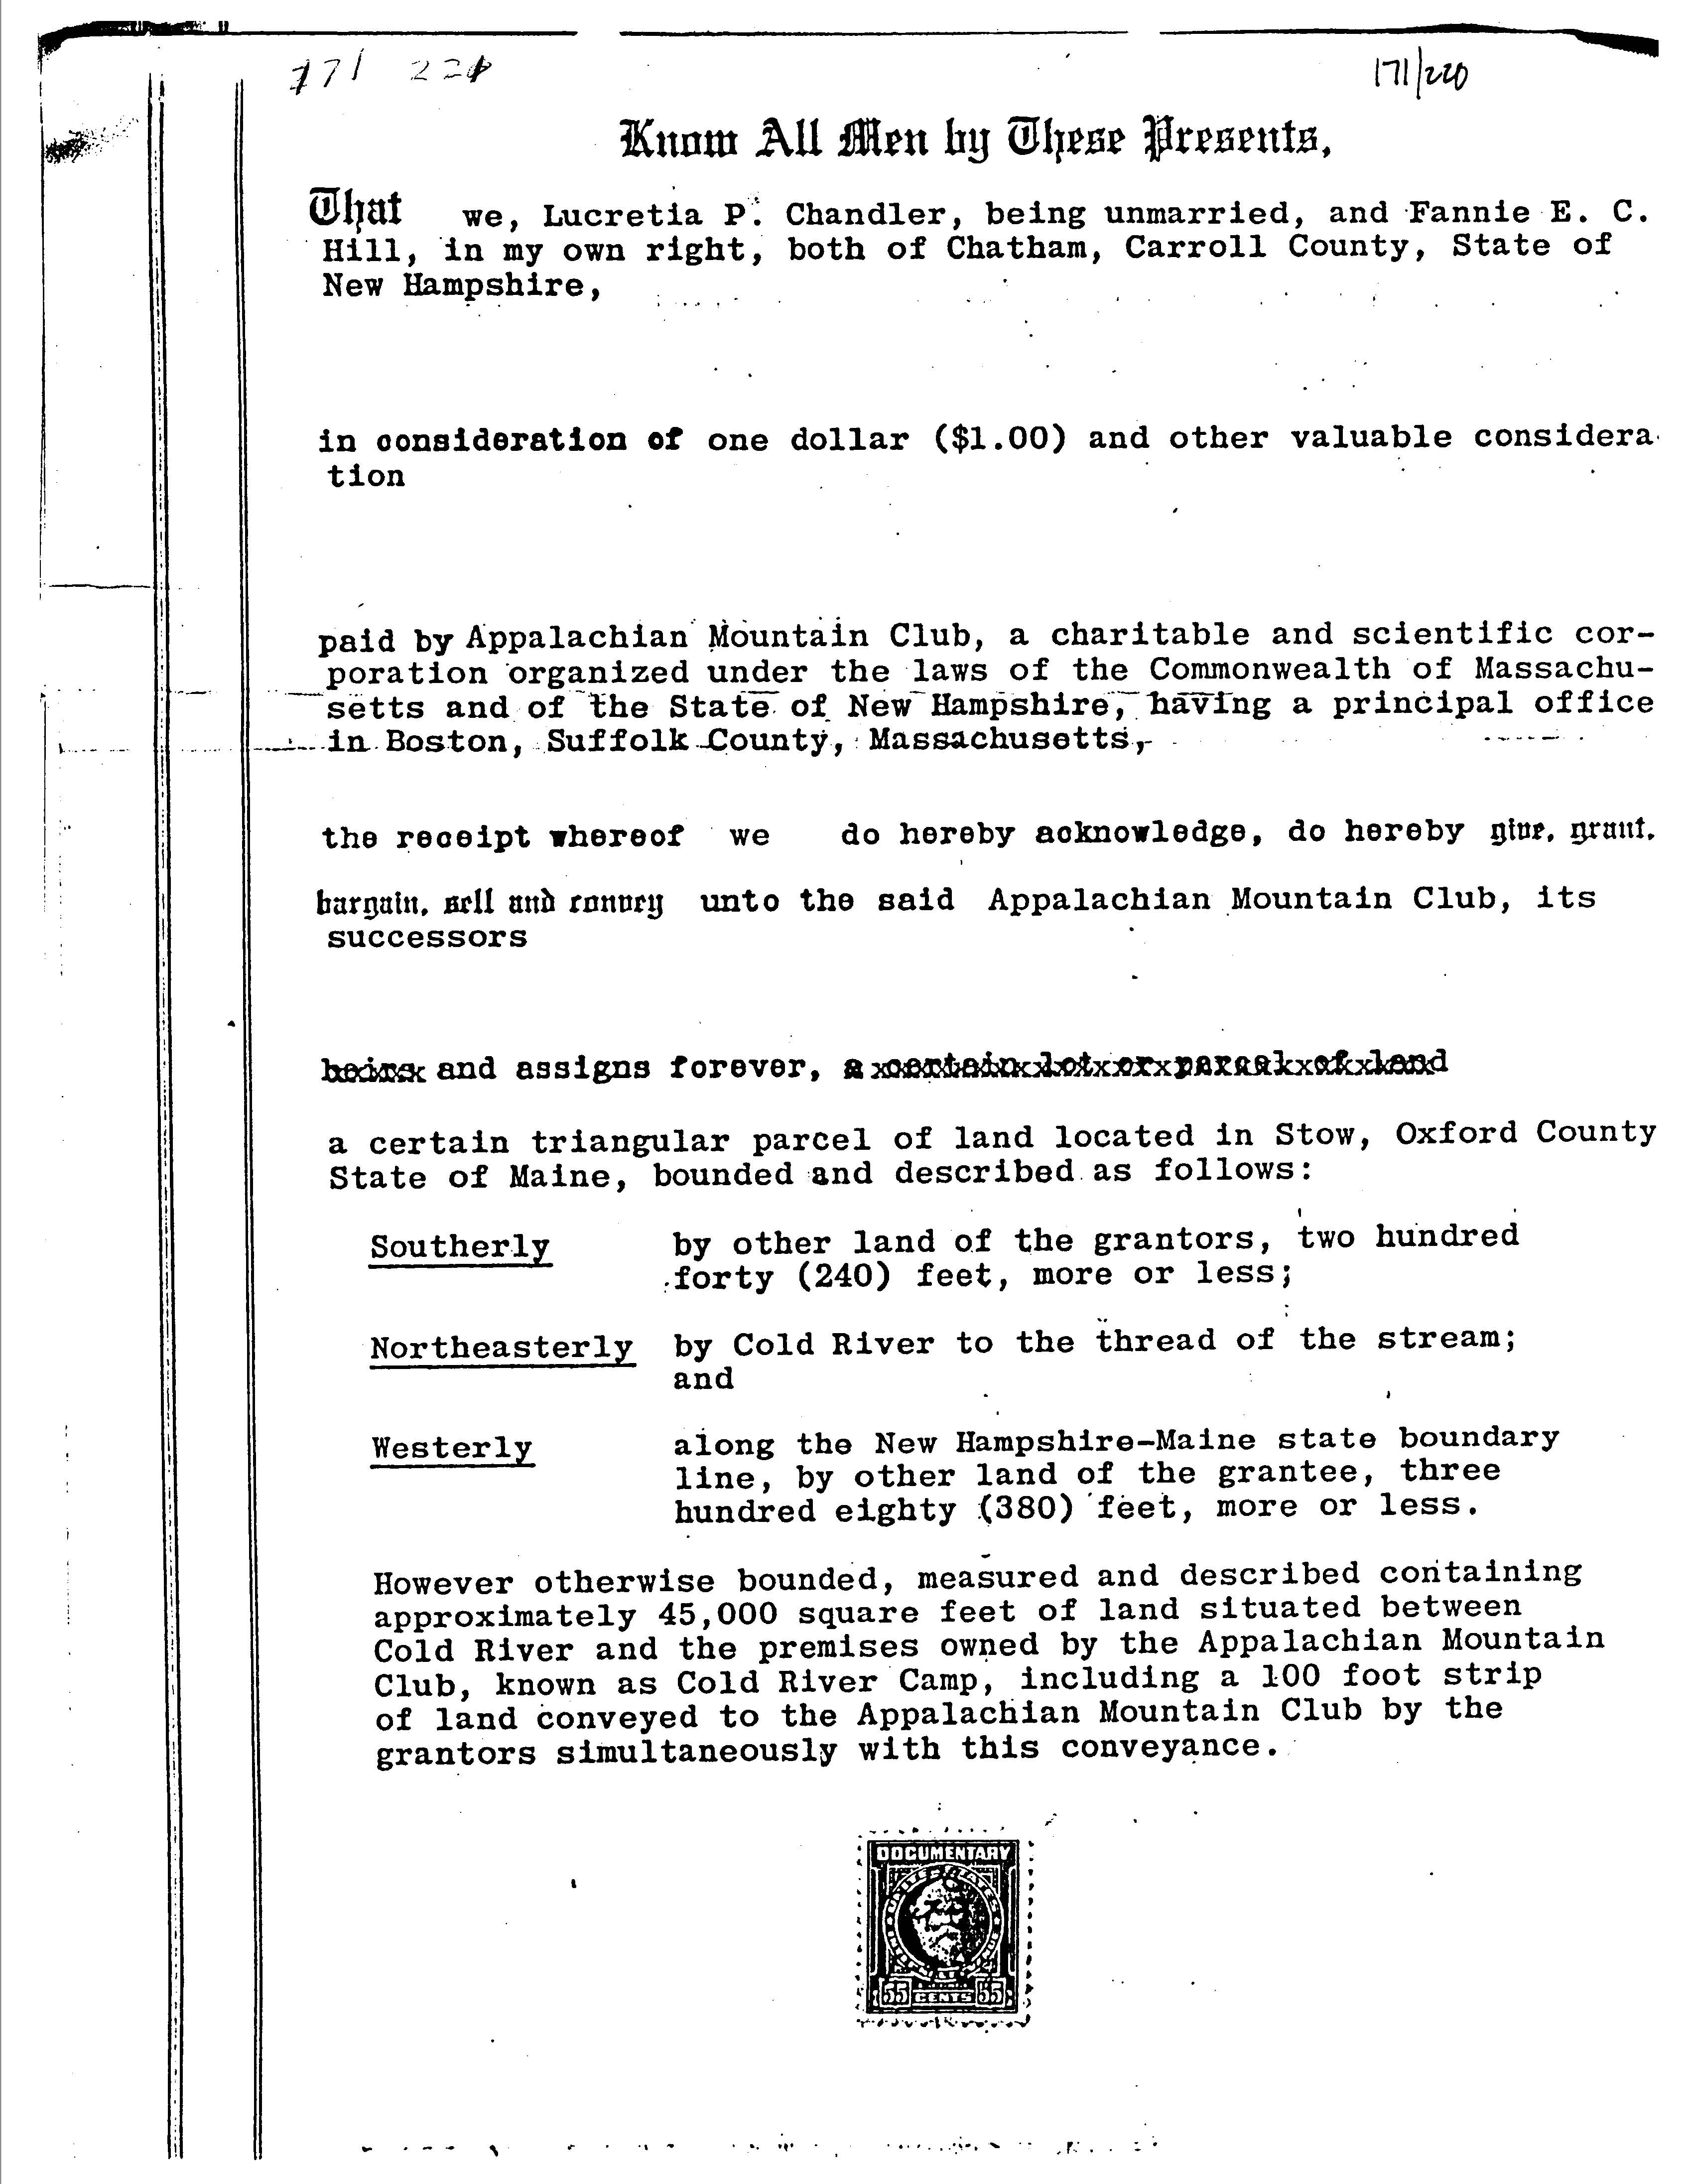 171 220
171/220
Know All Men by These Presents,
That we, Lucretia P. Chandler, being unmarried, and Fannie E. C.
Hill, in my own right, both of Chatham, Carroll County, State of
New Hampshire,
in consideration of one dollar ($1.00) and other valuable considera-
tion
paid by Appalachian Mountain Club, a charitable and scientific cor-
poration organized under the laws of the Commonwealth of Massachu-
setts and of the State of New Hampshire, having a principal office
in Boston, Suffolk County, Massachusetts,
the receipt whereof we do hereby acknowledge, do hereby give, grant,
bargain, sell and convey unto the said Appalachian Mountain Club, its
successors
heirs and assigns forever, a certain lot or parcel of land
a certain triangular parcel of land located in Stow, Oxford County
State of Maine, bounded and described as follows:
Southerly by other land of the grantors, two hundred
forty (240) feet, more or less;
Northeasterly by Cold River to the thread of the stream;
and
Westerly along the New Hampshire-Maine state boundary
line, by other land of the grantee, three
hundred eighty (380) feet, more or less.
However otherwise bounded, measured and described containing
approximately 45,000 square feet of land situated between
Cold River and the premises owned by the Appalachian Mountain
Club, known as Cold River Camp, including a 100 foot strip
of land conveyed to the Appalachian Mountain Club by the
grantors simultaneously with this conveyance.
DOCUMENTARY
UNITED STATES
55 CENTS 55